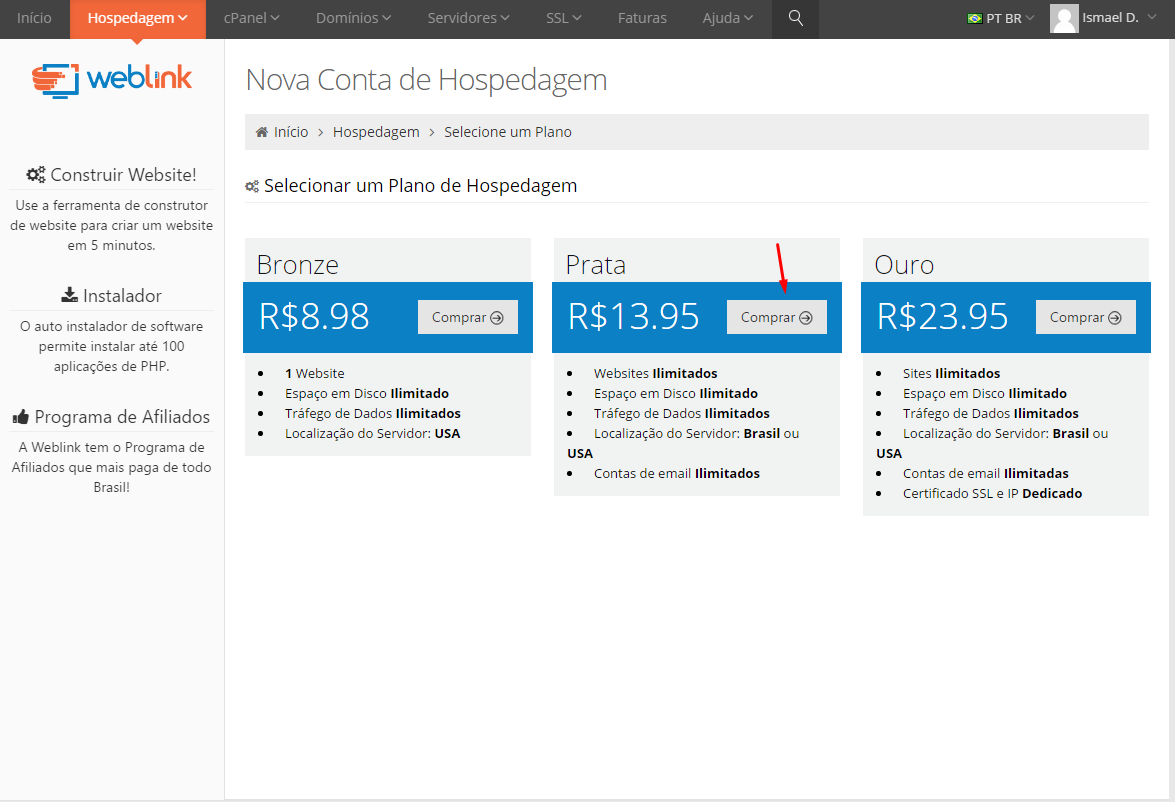 Início Hospedagem cPanel Domínios Servidores SSL Faturas Ajuda PT BR Ismael D.
weblink
Nova Conta de Hospedagem
Início > Hospedagem > Selecione um Plano
Construir Website!
Use a ferramenta de construtor
de website para criar um website
em 5 minutos.
Instalador
O auto instalador de software
permite instalar até 100
aplicações de PHP.
Programa de Afiliados
A Weblink tem o Programa de
Afiliados que mais paga de todo
Brasil!
Selecionar um Plano de Hospedagem
Bronze
R$8.98 Comprar
• 1 Website
• Espaço em Disco Ilimitado
• Tráfego de Dados Ilimitados
• Localização do Servidor: USA
Prata
R$13.95 Comprar
• Websites Ilimitados
• Espaço em Disco Ilimitado
• Tráfego de Dados Ilimitados
• Localização do Servidor: Brasil ou
USA
• Contas de email Ilimitados
Ouro
R$23.95 Comprar
• Sites Ilimitados
• Espaço em Disco Ilimitado
• Tráfego de Dados Ilimitados
• Localização do Servidor: Brasil ou
USA
• Contas de email Ilimitadas
• Certificado SSL e IP Dedicado